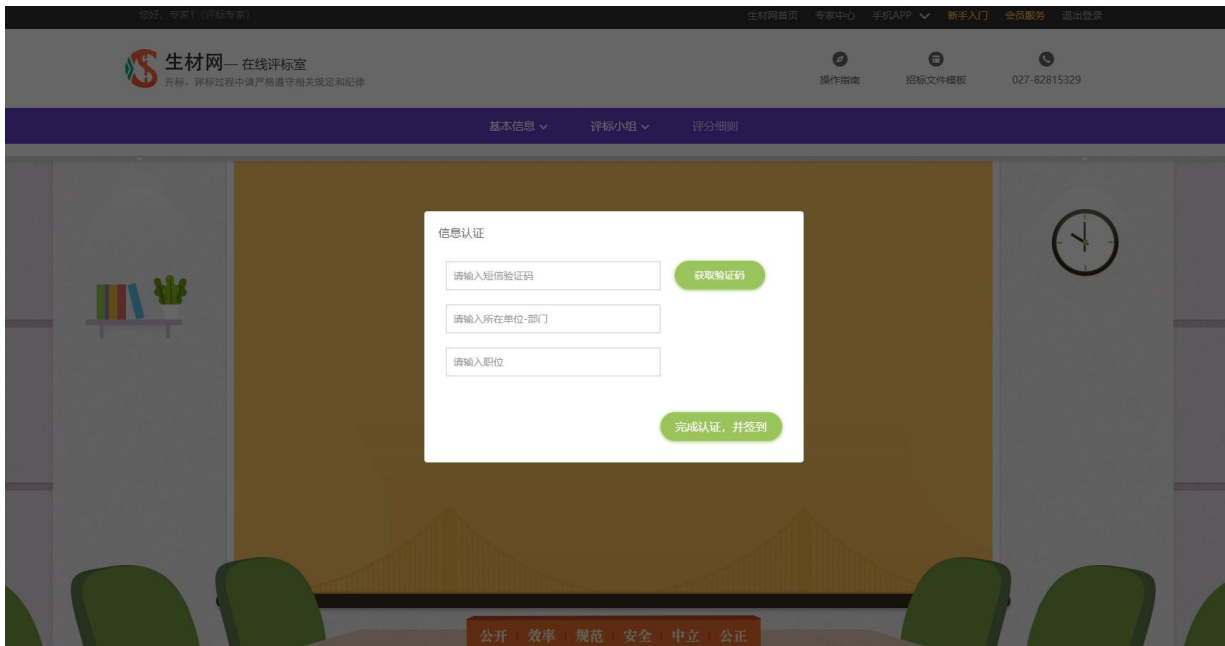 您好，专家1（评标专家）
生材网首页 专家中心 手机APP 新手入门 会员服务 退出登录
生材网— 在线评标室
开标、评标过程中请严格遵守相关规定和纪律
操作指南 招标文件模板 027-82815329
基本信息 评标小组 评分细则
信息认证
请输入短信验证码 获取验证码
请输入所在单位-部门
请输入职位
完成认证，并签到
公开 效率 规范 安全 中立 公正